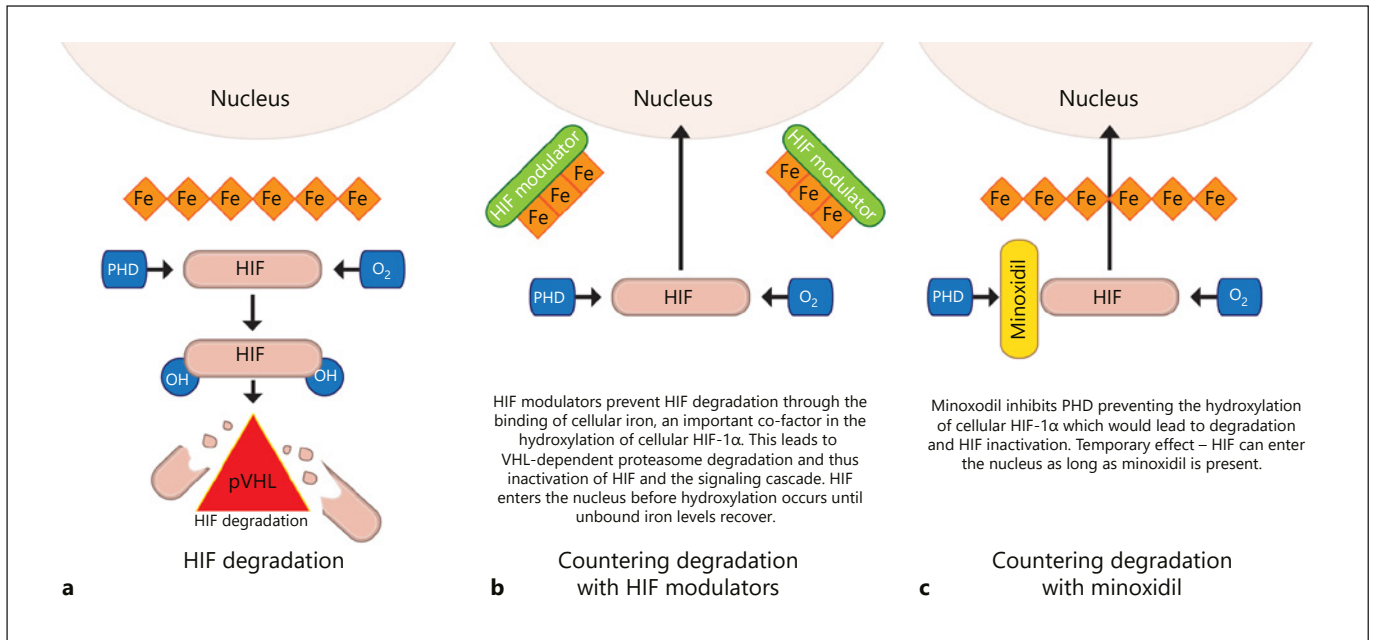 Nucleus
Fe Fe Fe Fe Fe Fe
PHD HIF O2
HIF
OH OH
pVHL
HIF degradation
HIF degradation
a
Nucleus
HIF modulator
Fe Fe Fe
HIF modulator
Fe Fe Fe
PHD HIF O2
HIF modulators prevent HIF degradation through the
binding of cellular iron, an important co-factor in the
hydroxylation of cellular HIF-1α. This leads to
VHL-dependent proteasome degradation and thus
inactivation of HIF and the signaling cascade. HIF
enters the nucleus before hydroxylation occurs until
unbound iron levels recover.
Countering degradation
with HIF modulators
b
Nucleus
Fe Fe Fe Fe Fe Fe
PHD Minoxidil HIF O2
Minoxodil inhibits PHD preventing the hydroxylation
of cellular HIF-1α which would lead to degradation
and HIF inactivation. Temporary effect – HIF can enter
the nucleus as long as minoxidil is present.
Countering degradation
with minoxidil
c